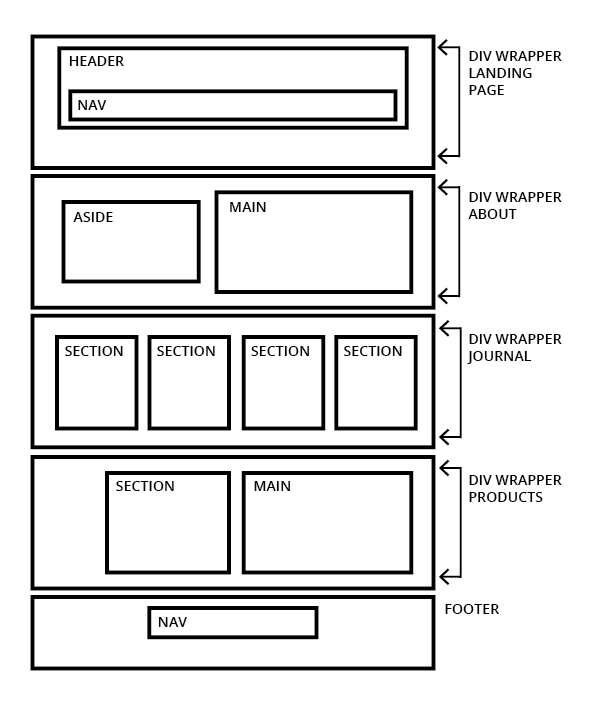 HEADER
NAV
DIV WRAPPER
LANDING
PAGE
ASIDE
MAIN
DIV WRAPPER
ABOUT
SECTION
SECTION
SECTION
SECTION
DIV WRAPPER
JOURNAL
SECTION
MAIN
DIV WRAPPER
PRODUCTS
NAV
FOOTER